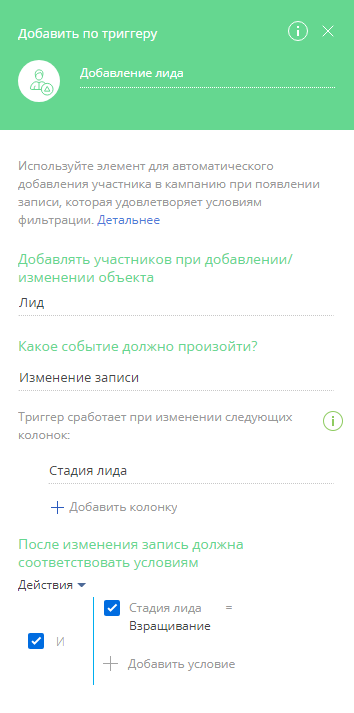 Добавить по триггеру
Добавление лида
Используйте элемент для автоматического
добавления участника в кампанию при появлении
записи, которая удовлетворяет условиям
фильтрации. Детальнее
Добавлять участников при добавлении/
изменении объекта
Лид
Какое событие должно произойти?
Изменение записи
Триггер сработает при изменении следующих
колонок:
Стадия лида
Добавить колонку
После изменения запись должна
соответствовать условиям
Действия
Стадия лида =
Взращивание
И
Добавить условие